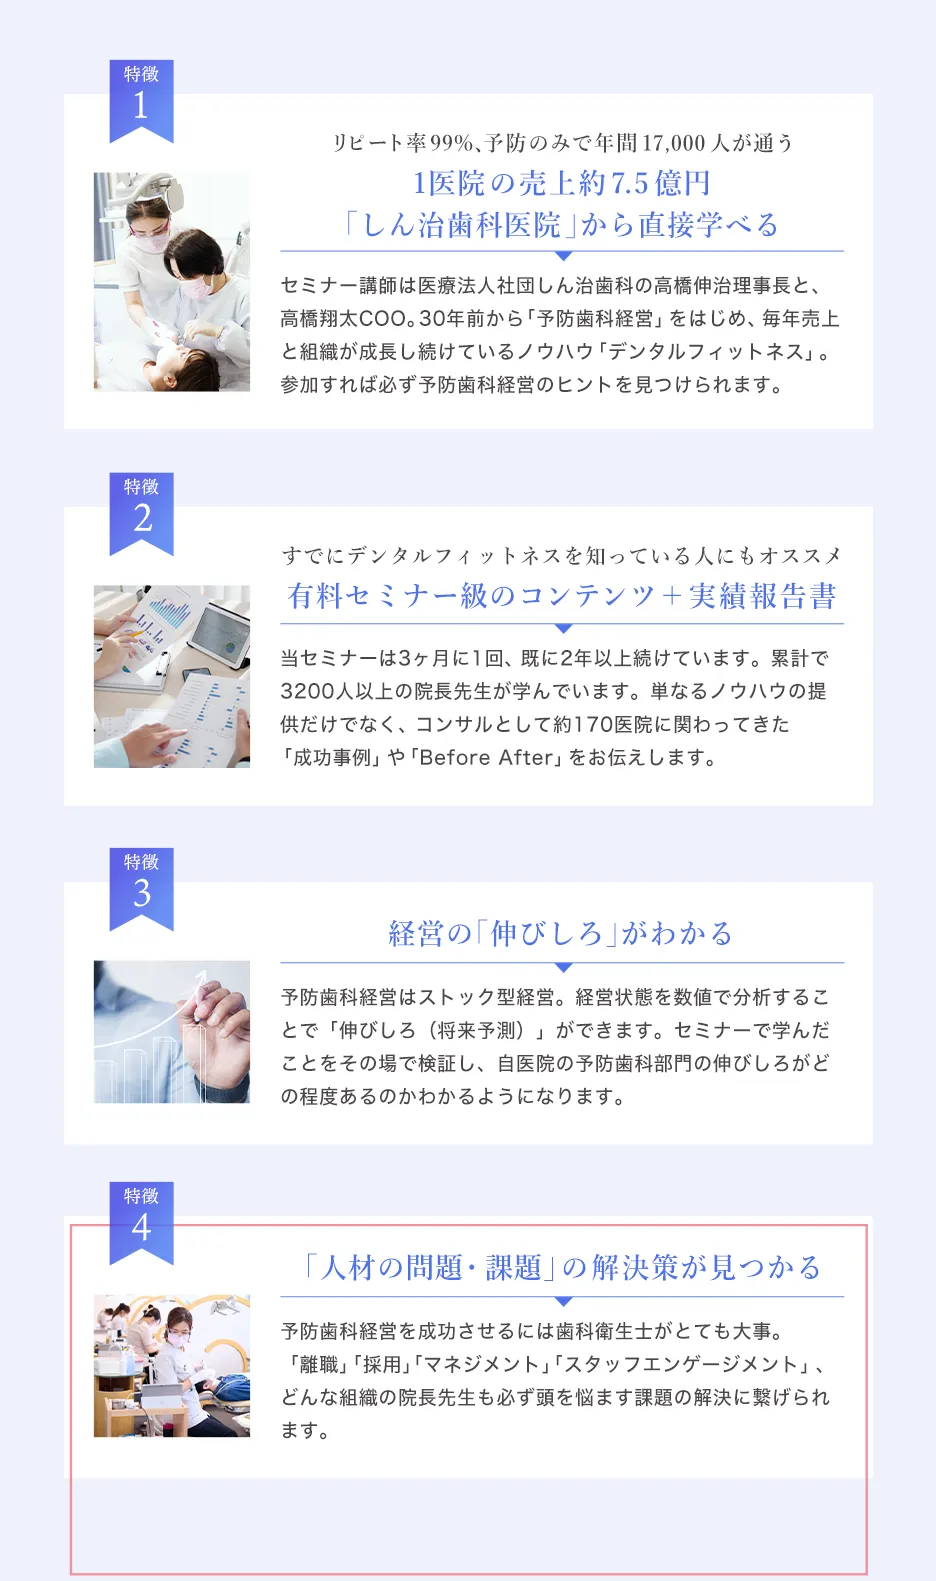 特徴
1
リピート率99%、予防のみで年間17,000人が通う
1医院の売上約7.5億円
「しん治歯科医院」から直接学べる
セミナー講師は医療法人社団しん治歯科の高橋伸治理事長と、
高橋翔太COO。30年前から「予防歯科経営」をはじめ、毎年売上
と組織が成長し続けているノウハウ「デンタルフィットネス」。
参加すれば必ず予防歯科経営のヒントを見つけられます。
特徴
2
すでにデンタルフィットネスを知っている人にもオススメ
有料セミナー級のコンテンツ＋実績報告書
当セミナーは3ヶ月に1回、既に2年以上続けています。累計で
3200人以上の院長先生が学んでいます。単なるノウハウの提
供だけでなく、コンサルとして約170医院に関わってきた
「成功事例」や「Before After」をお伝えします。
特徴
3
経営の「伸びしろ」がわかる
予防歯科経営はストック型経営。経営状態を数値で分析するこ
とで「伸びしろ（将来予測）」ができます。セミナーで学んだ
ことをその場で検証し、自医院の予防歯科部門の伸びしろがど
の程度あるのかわかるようになります。
特徴
4
「人材の問題・課題」の解決策が見つかる
予防歯科経営を成功させるには歯科衛生士がとても大事。
「離職」「採用」「マネジメント」「スタッフエンゲージメント」、
どんな組織の院長先生も必ず頭を悩ます課題の解決に繋げられ
ます。